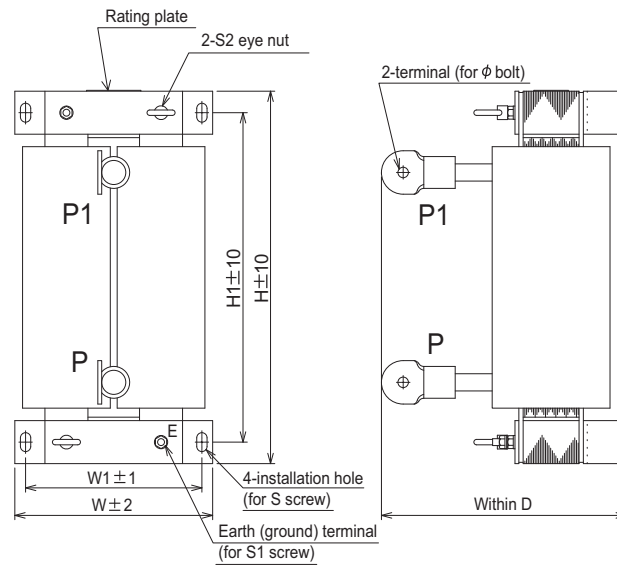 Rating plate
2-S2 eye nut
2-terminal (for ϕ bolt)
P1
P1
H1±10
H±10
P
P
E
W1±1
4-installation hole
(for S screw)
W±2
Within D
Earth (ground) terminal
(for S1 screw)